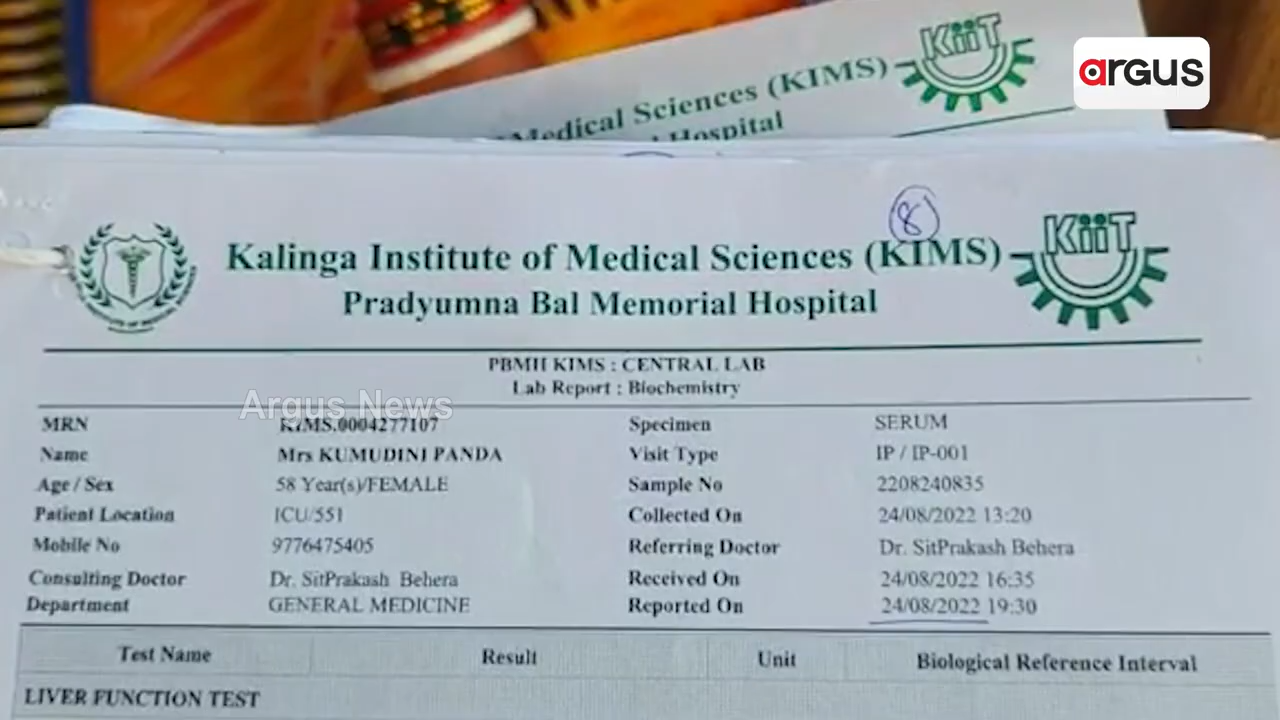 KiiT
argus
Medical Sciences (KIMS)
Hospital
8
Kalinga Institute of Medical Sciences (KIMS)
KiiT
Pradyumna Bal Memorial Hospital
PBMH KIMS : CENTRAL LAB
Lab Report : Biochemistry
Argus News
MRN KIMS.0004277107 Specimen SERUM
Name Mrs KUMUDINI PANDA Visit Type IP / IP-001
Age / Sex 58 Year(s)/FEMALE Sample No 2208240835
Patient Location ICU/551 Collected On 24/08/2022 13:20
Mobile No 9776475405 Referring Doctor Dr. SitPrakash Behera
Consulting Doctor Dr. SitPrakash Behera Received On 24/08/2022 16:35
Department GENERAL MEDICINE Reported On 24/08/2022 19:30
Test Name Result Unit Biological Reference Interval
LIVER FUNCTION TEST